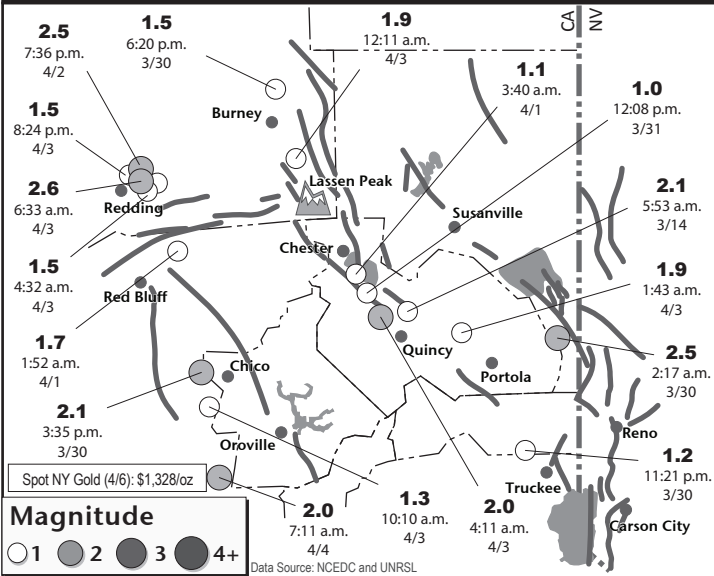 2.5
7:36 p.m.
4/2
1.5
6:20 p.m.
3/30
1.9
12:11 a.m.
4/3
CA
NV
1.1
3:40 a.m.
4/1
1.0
12:08 p.m.
3/31
Burney
1.5
8:24 p.m.
4/3
2.6
6:33 a.m.
4/3
Redding
Lassen Peak
2.1
5:53 a.m.
3/14
Susanville
Chester
1.5
4:32 a.m.
4/3
Red Bluff
1.9
1:43 a.m.
4/3
1.7
1:52 a.m.
4/1
Quincy
Portola
2.5
2:17 a.m.
3/30
Chico
2.1
3:35 p.m.
3/30
Oroville
Reno
1.2
11:21 p.m.
3/30
Spot NY Gold (4/6): $1,328/oz
Truckee
2.0
7:11 a.m.
4/4
1.3
10:10 a.m.
4/3
2.0
4:11 a.m.
4/3
Carson City
Magnitude
1 2 3 4+
Data Source: NCEDC and UNRSL